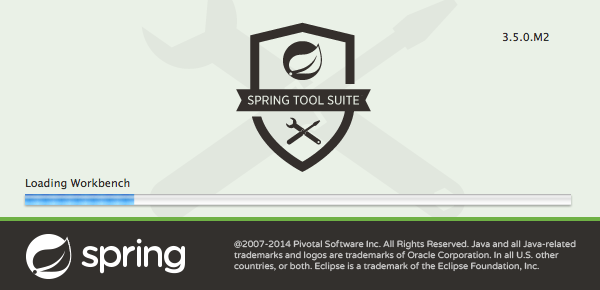 3.5.0.M2
SPRING TOOL SUITE
Loading Workbench
spring
©2007-2014 Pivotal Software Inc. All Rights Reserved. Java and all Java-related
trademarks and logos are trademarks of Oracle Corporation. In all U.S. other
countries, or both. Eclipse is a trademark of the Eclipse Foundation, Inc.